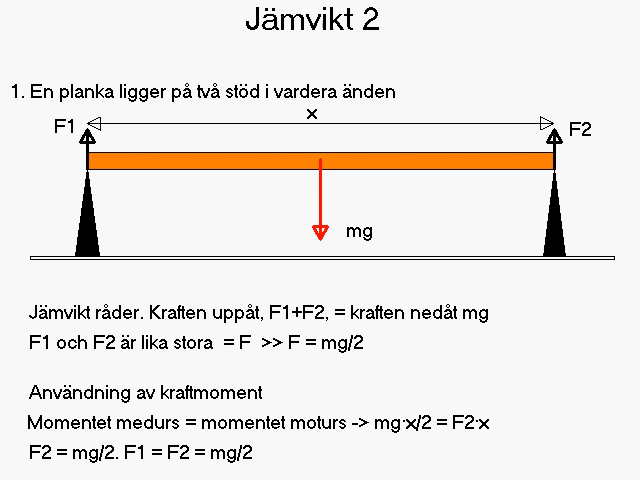 Jämvikt 2
1. En planka ligger på två stöd i vardera änden
x
F1
F2
mg
Jämvikt råder. Kraften uppåt, F1+F2, = kraften nedåt mg
F1 och F2 är lika stora = F >> F = mg/2
Användning av kraftmoment
Momentet medurs = momentet moturs -> mg·x/2 = F2·x
F2 = mg/2. F1 = F2 = mg/2